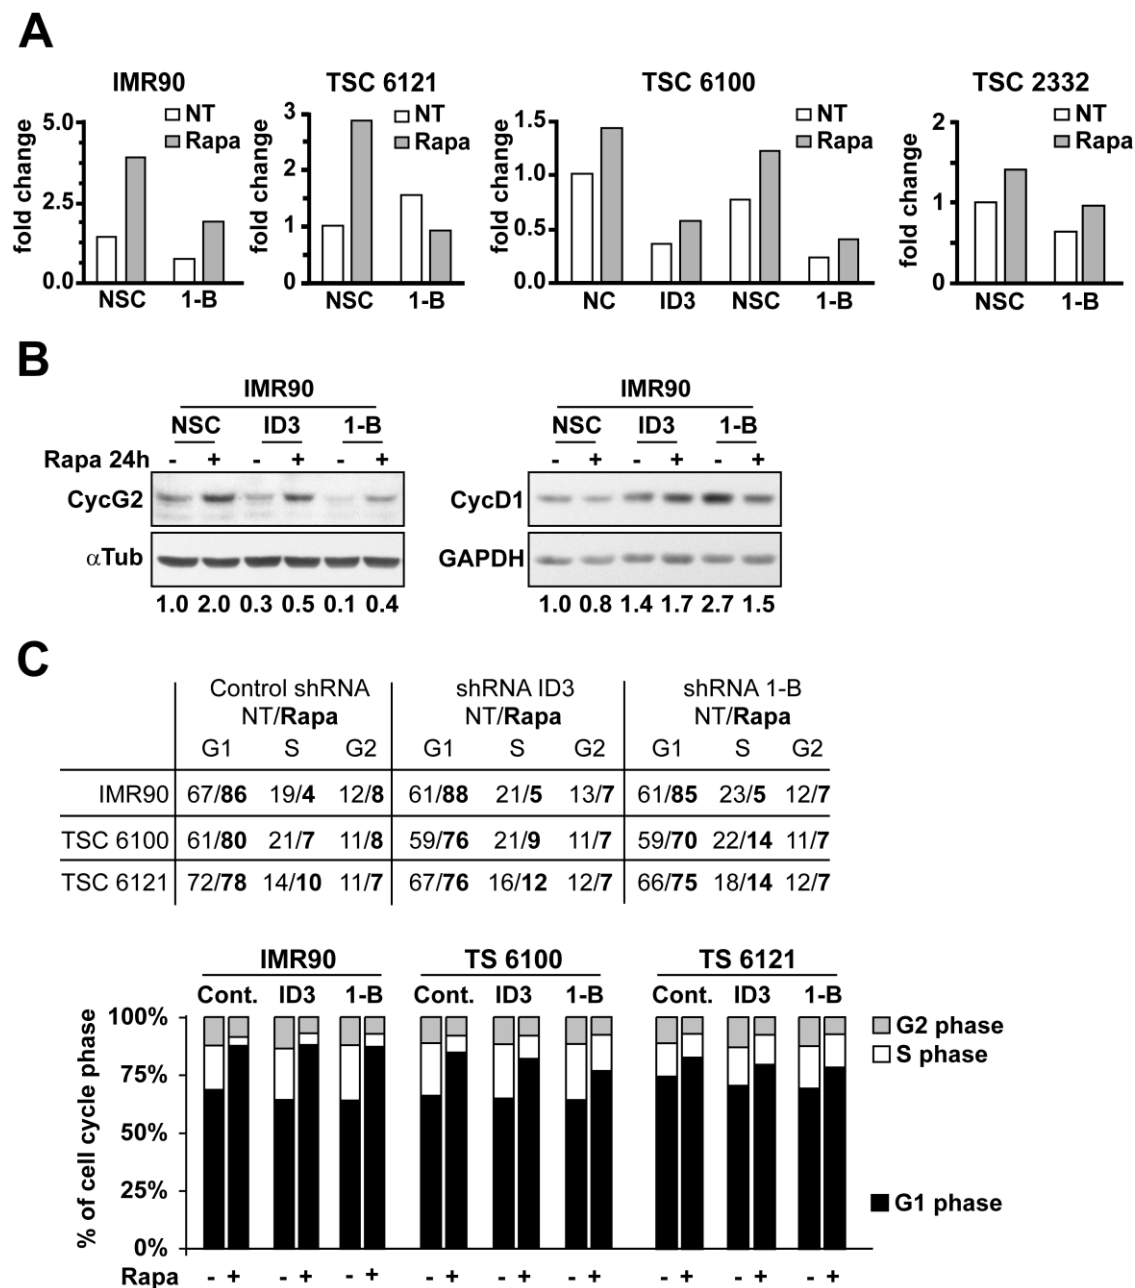 A
IMR90
TSC 6121
TSC 6100
TSC 2332
NT
Rapa
NT
Rapa
NT
Rapa
NT
Rapa
fold change
5.0
2.5
0.0
NSC 1-B
fold change
3
2
1
0
NSC 1-B
fold change
1.5
1.0
0.5
0.0
NC ID3 NSC 1-B
fold change
2
1
0
NSC 1-B
B
IMR90
NSC ID3 1-B
Rapa 24h - + - + - +
CycG2
αTub
1.0 2.0 0.3 0.5 0.1 0.4
IMR90
NSC ID3 1-B
- + - + - +
CycD1
GAPDH
1.0 0.8 1.4 1.7 2.7 1.5
C
Control shRNA shRNA ID3 shRNA 1-B
NT/Rapa NT/Rapa NT/Rapa
G1 S G2 G1 S G2 G1 S G2
IMR90 67/86 19/4 12/8 61/88 21/5 13/7 61/85 23/5 12/7
TSC 6100 61/80 21/7 11/8 59/76 21/9 11/7 59/70 22/14 11/7
TSC 6121 72/78 14/10 11/7 67/76 16/12 12/7 66/75 18/14 12/7
IMR90 TS 6100 TS 6121
Cont. ID3 1-B Cont. ID3 1-B Cont. ID3 1-B
% of cell cycle phase
100%
75%
50%
25%
0%
G2 phase
S phase
G1 phase
Rapa - + - + - + - + - + - + - + - + - +